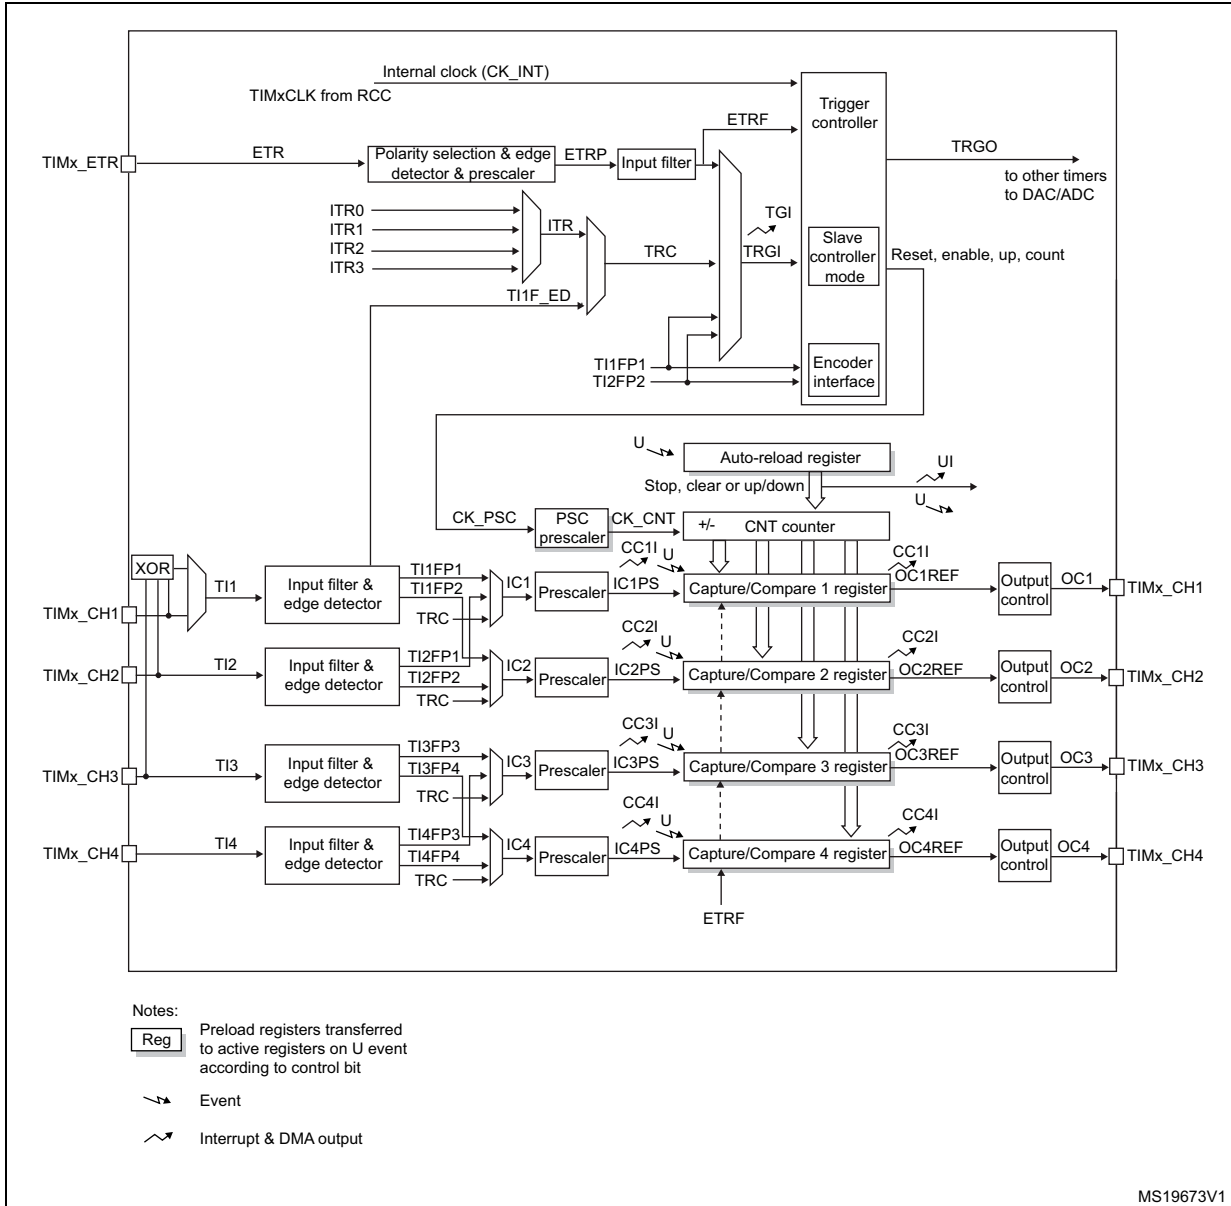 Internal clock (CK_INT)
TIMxCLK from RCC
Trigger
controller
ETRF
TIMx_ETR
ETR
Polarity selection & edge
detector & prescaler
ETRP
Input filter
TRGO
to other timers
to DAC/ADC
ITR0
ITR1
ITR2
ITR3
ITR
TI1F_ED
TRC
TGI
TRGI
Slave
controller
mode
Reset, enable, up, count
TI1FP1
TI2FP2
Encoder
interface
U
Auto-reload register
UI
Stop, clear or up/down
U
CK_PSC
PSC
prescaler
CK_CNT
+/-
CNT counter
XOR
TIMx_CH1
TI1
Input filter &
edge detector
TI1FP1
TI1FP2
TRC
IC1
Prescaler
CC1I
U
IC1PS
Capture/Compare 1 register
CC1I
OC1REF
Output
control
OC1
TIMx_CH1
TIMx_CH2
TI2
Input filter &
edge detector
TI2FP1
TI2FP2
TRC
IC2
Prescaler
CC2I
U
IC2PS
Capture/Compare 2 register
CC2I
OC2REF
Output
control
OC2
TIMx_CH2
TIMx_CH3
TI3
Input filter &
edge detector
TI3FP3
TI3FP4
TRC
IC3
Prescaler
CC3I
U
IC3PS
Capture/Compare 3 register
CC3I
OC3REF
Output
control
OC3
TIMx_CH3
TIMx_CH4
TI4
Input filter &
edge detector
TI4FP3
TI4FP4
TRC
IC4
Prescaler
CC4I
U
IC4PS
Capture/Compare 4 register
CC4I
OC4REF
Output
control
OC4
TIMx_CH4
ETRF
Notes:
Reg
Preload registers transferred
to active registers on U event
according to control bit
Event
Interrupt & DMA output
MS19673V1